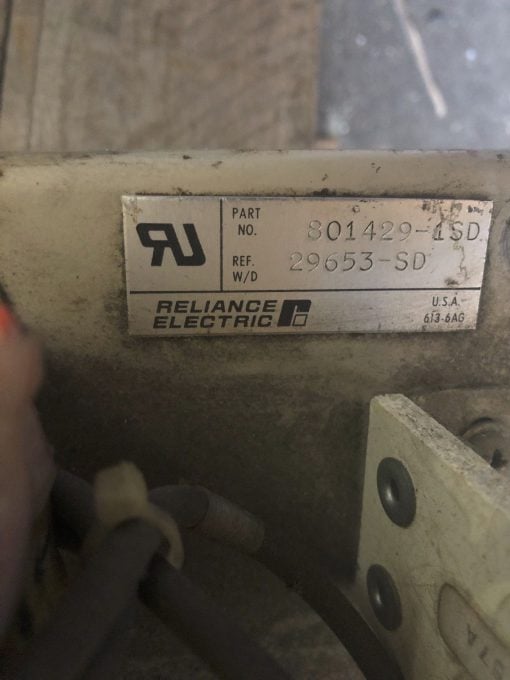 PART NO. 801429-1SD
REF. W/D 29653-SD
RELIANCE ELECTRIC
U.S.A.
613-6AG